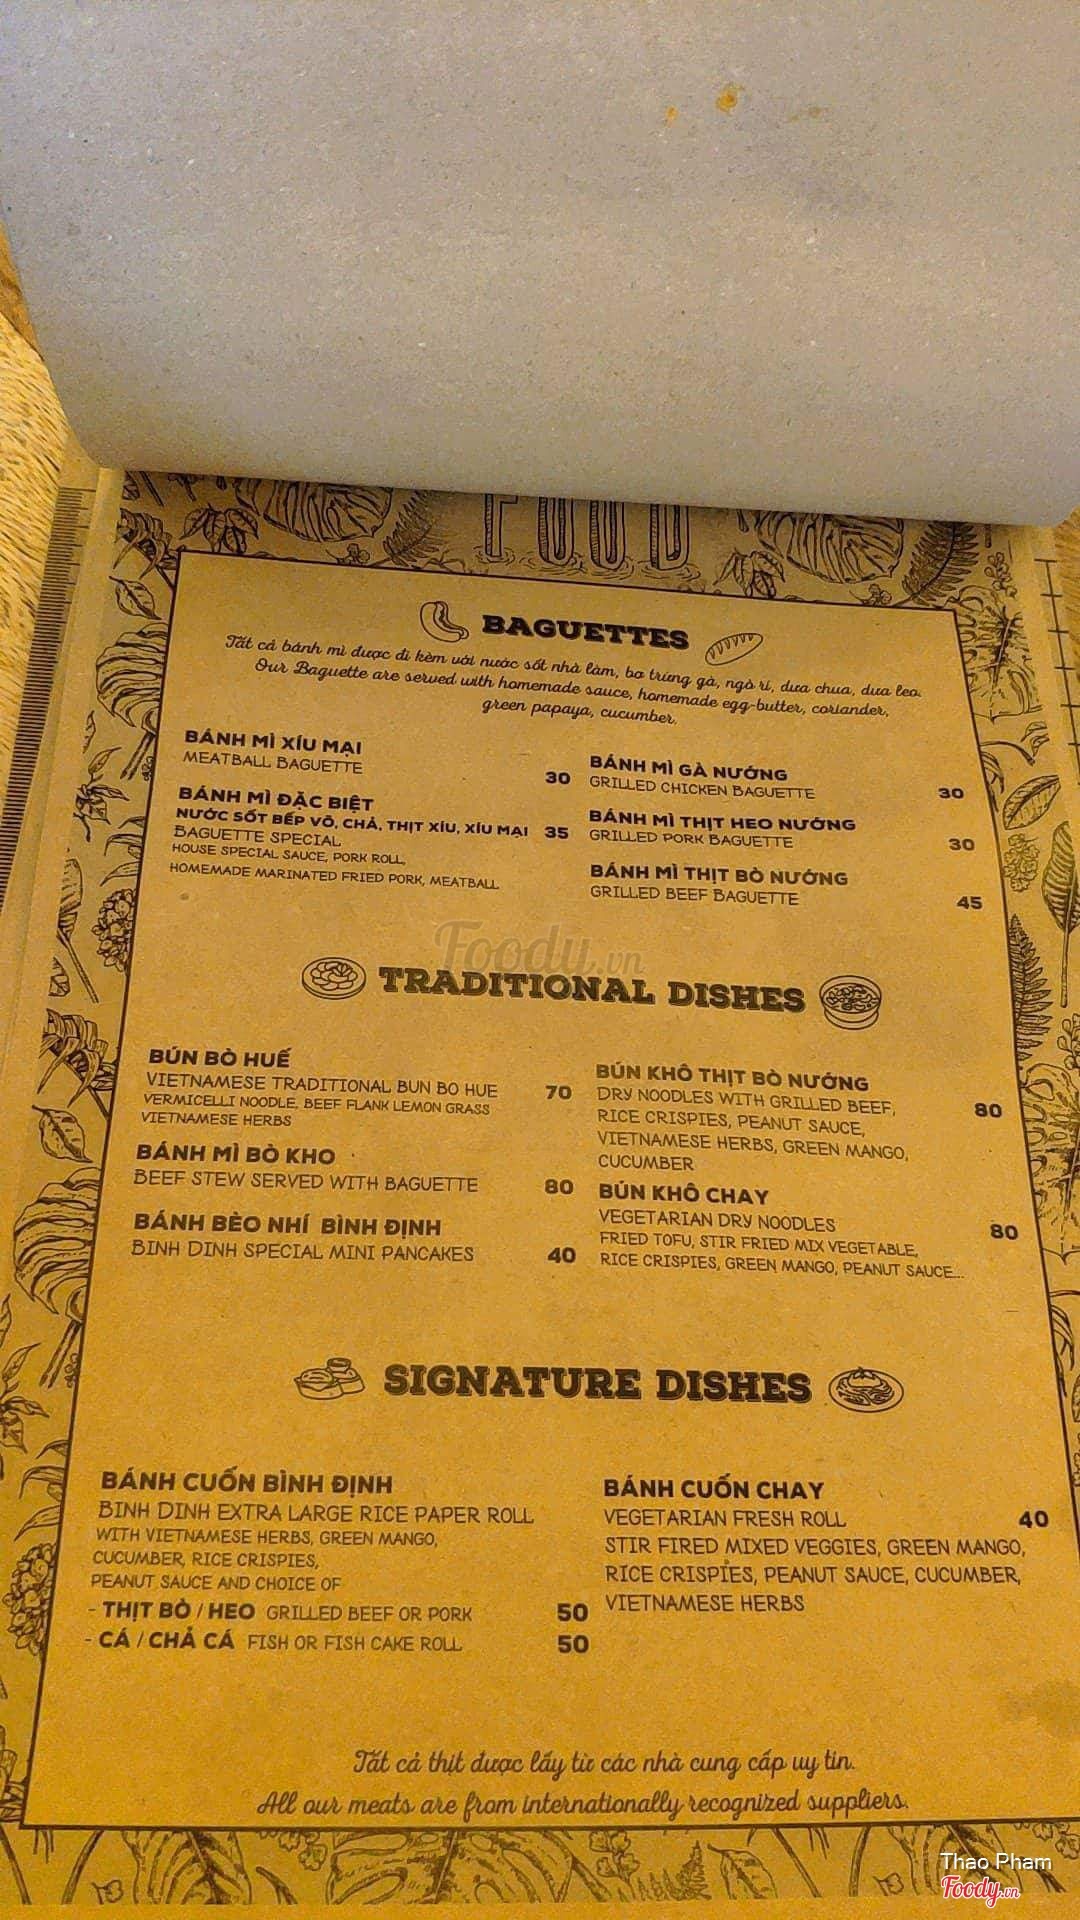 FOOD
BAGUETTES
Tất cả bánh mì được đi kèm với nước sốt nhà làm, bơ trứng gà, ngò rí, dưa chua, dưa leo.
Our Baguette are served with homemade sauce, homemade egg-butter, coriander,
green papaya, cucumber.
BÁNH MÌ XÍU MẠI
MEATBALL BAGUETTE 30
BÁNH MÌ ĐẶC BIỆT
NƯỚC SỐT BẾP VÕ, CHẢ, THỊT XÍU, XÍU MẠI 35
BAGUETTE SPECIAL
HOUSE SPECIAL SAUCE, PORK ROLL,
HOMEMADE MARINATED FRIED PORK, MEATBALL
BÁNH MÌ GÀ NƯỚNG
GRILLED CHICKEN BAGUETTE 30
BÁNH MÌ THỊT HEO NƯỚNG
GRILLED PORK BAGUETTE 30
BÁNH MÌ THỊT BÒ NƯỚNG
GRILLED BEEF BAGUETTE 45
Foody.vn
TRADITIONAL DISHES
BÚN BÒ HUẾ
VIETNAMESE TRADITIONAL BUN BO HUE 70
VERMICELLI NOODLE, BEEF FLANK LEMON GRASS
VIETNAMESE HERBS
BÁNH MÌ BÒ KHO
BEEF STEW SERVED WITH BAGUETTE 80
BÁNH BÈO NHÍ BÌNH ĐỊNH
BINH DINH SPECIAL MINI PANCAKES 40
BÚN KHÔ THỊT BÒ NƯỚNG
DRY NOODLES WITH GRILLED BEEF, 80
RICE CRISPIES, PEANUT SAUCE,
VIETNAMESE HERBS, GREEN MANGO,
CUCUMBER
BÚN KHÔ CHAY
VEGETARIAN DRY NOODLES 80
FRIED TOFU, STIR FRIED MIX VEGETABLE,
RICE CRISPIES, GREEN MANGO, PEANUT SAUCE...
SIGNATURE DISHES
BÁNH CUỐN BÌNH ĐỊNH
BINH DINH EXTRA LARGE RICE PAPER ROLL
WITH VIETNAMESE HERBS, GREEN MANGO,
CUCUMBER, RICE CRISPIES,
PEANUT SAUCE AND CHOICE OF
- THỊT BÒ / HEO GRILLED BEEF OR PORK 50
- CÁ / CHẢ CÁ FISH OR FISH CAKE ROLL 50
BÁNH CUỐN CHAY
VEGETARIAN FRESH ROLL 40
STIR FIRED MIXED VEGGIES, GREEN MANGO,
RICE CRISPIES, PEANUT SAUCE, CUCUMBER,
VIETNAMESE HERBS
Tất cả thịt được lấy từ các nhà cung cấp uy tín.
All our meats are from internationally recognized suppliers.
Thao Pham
Foody.vn